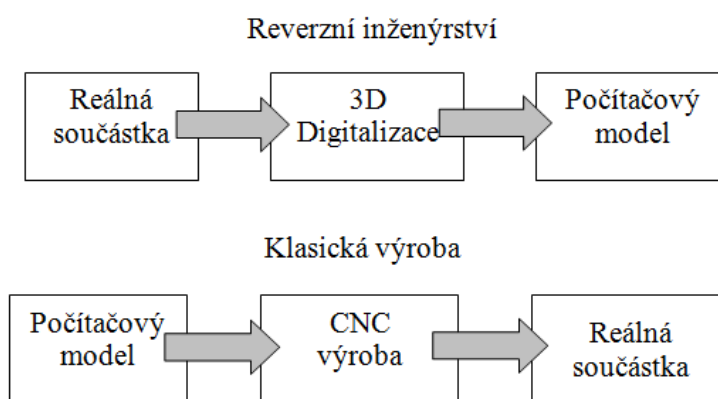 Reverzní inženýrství
Reálná
součástka
3D
Digitalizace
Počítačový
model
Klasická výroba
Počítačový
model
CNC
výroba
Reálná
součástka